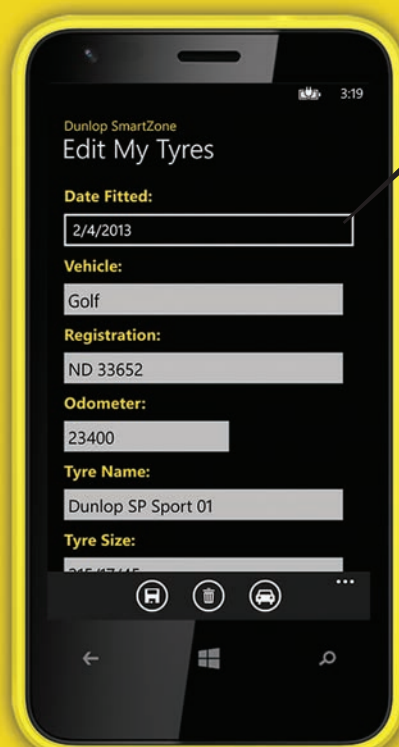 3:19
Dunlop SmartZone
Edit My Tyres
Date Fitted:
2/4/2013
Vehicle:
Golf
Registration:
ND 33652
Odometer:
23400
Tyre Name:
Dunlop SP Sport 01
Tyre Size: